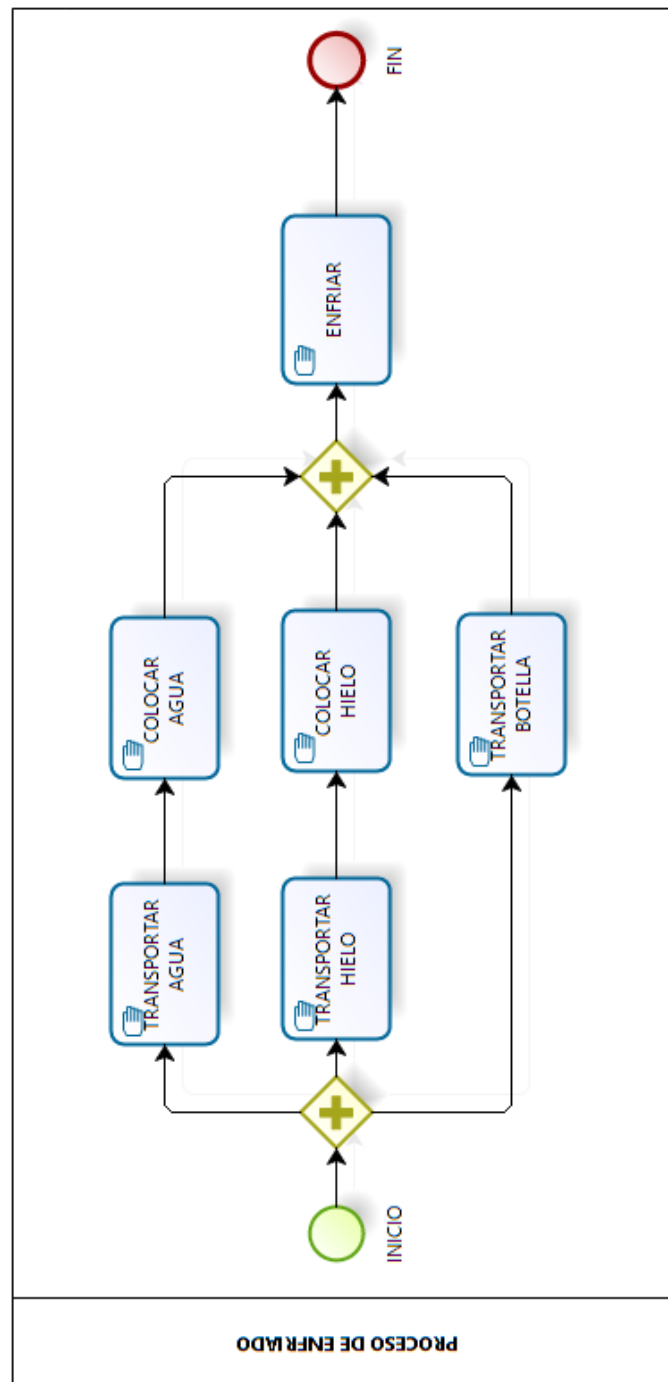 PROCESO DE ENFRIADO
INICIO
TRANSPORTAR
AGUA
COLOCAR
AGUA
TRANSPORTAR
HIELO
COLOCAR
HIELO
TRANSPORTAR
BOTELLA
ENFRIAR
FIN